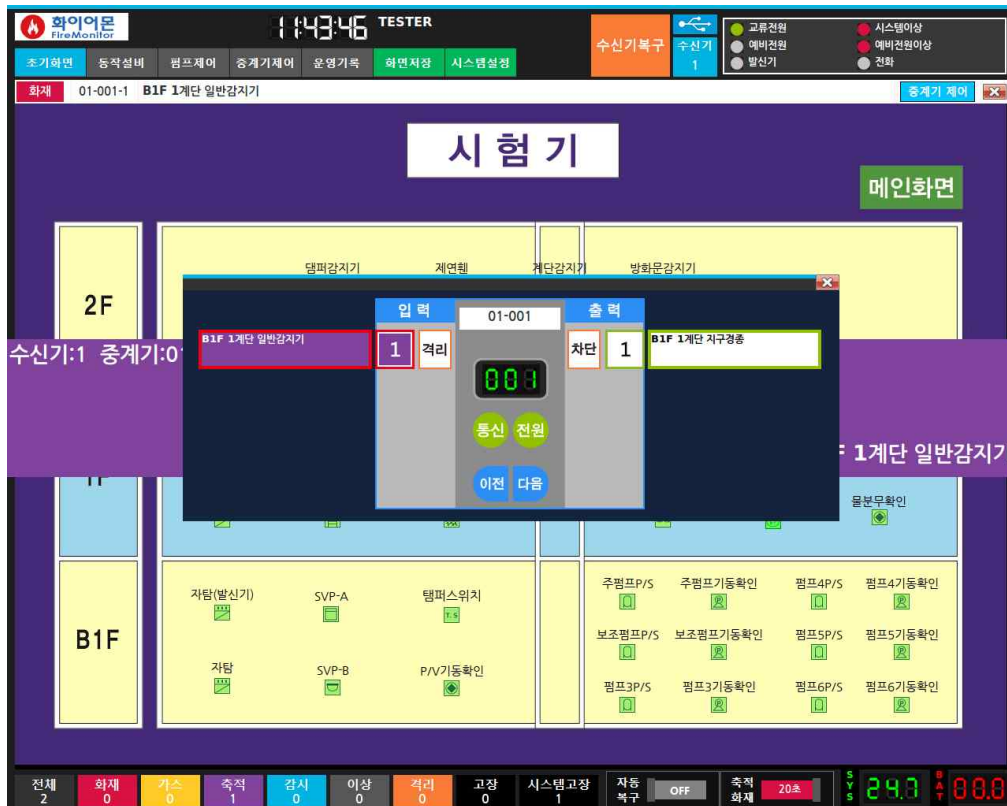 화이어몬
FireMonitor
11:43:46
TESTER
수신기복구
수신기
1
교류전원
예비전원
발신기
시스템이상
예비전원이상
전화
초기화면
동작설비
펌프제어
중계기제어
운영기록
화면저장
시스템설정
화재
01-001-1
B1F 1계단 일반감지기
중계기 제어
시 험 기
메인화면
댐퍼감지기
제연휀
계단감지기
방화문감지기
2F
입 력
01-001
출 력
B1F 1계단 일반감지기
1
격리
차단
1
B1F 1계단 지구경종
수신기:1 중계기:0
001
통신
전원
1계단 일반감지기
이전
다음
1F
물분무확인
B1F
자탐(발신기)
SVP-A
탬퍼스위치
T.S
자탐
SVP-B
P/V기동확인
주펌프P/S
주펌프기동확인
펌프4P/S
펌프4기동확인
보조펌프P/S
보조펌프기동확인
펌프5P/S
펌프5기동확인
펌프3P/S
펌프3기동확인
펌프6P/S
펌프6기동확인
전체
2
화재
0
가스
0
축적
1
감시
0
이상
0
격리
0
고장
0
시스템고장
1
자동
복구
OFF
축적
화재
20초
SYS
24.7
BAT
00.0